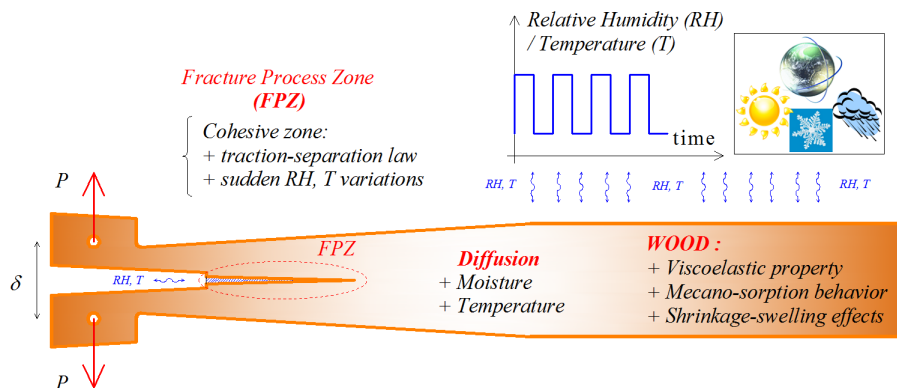 Relative Humidity (RH)
/ Temperature (T)
time
Fracture Process Zone
(FPZ)
Cohesive zone:
+ traction-separation law
+ sudden RH, T variations
RH, T
RH, T
RH, T
P
FPZ
RH, T
δ
Diffusion
+ Moisture
+ Temperature
WOOD :
+ Viscoelastic property
+ Mecano-sorption behavior
+ Shrinkage-swelling effects
P